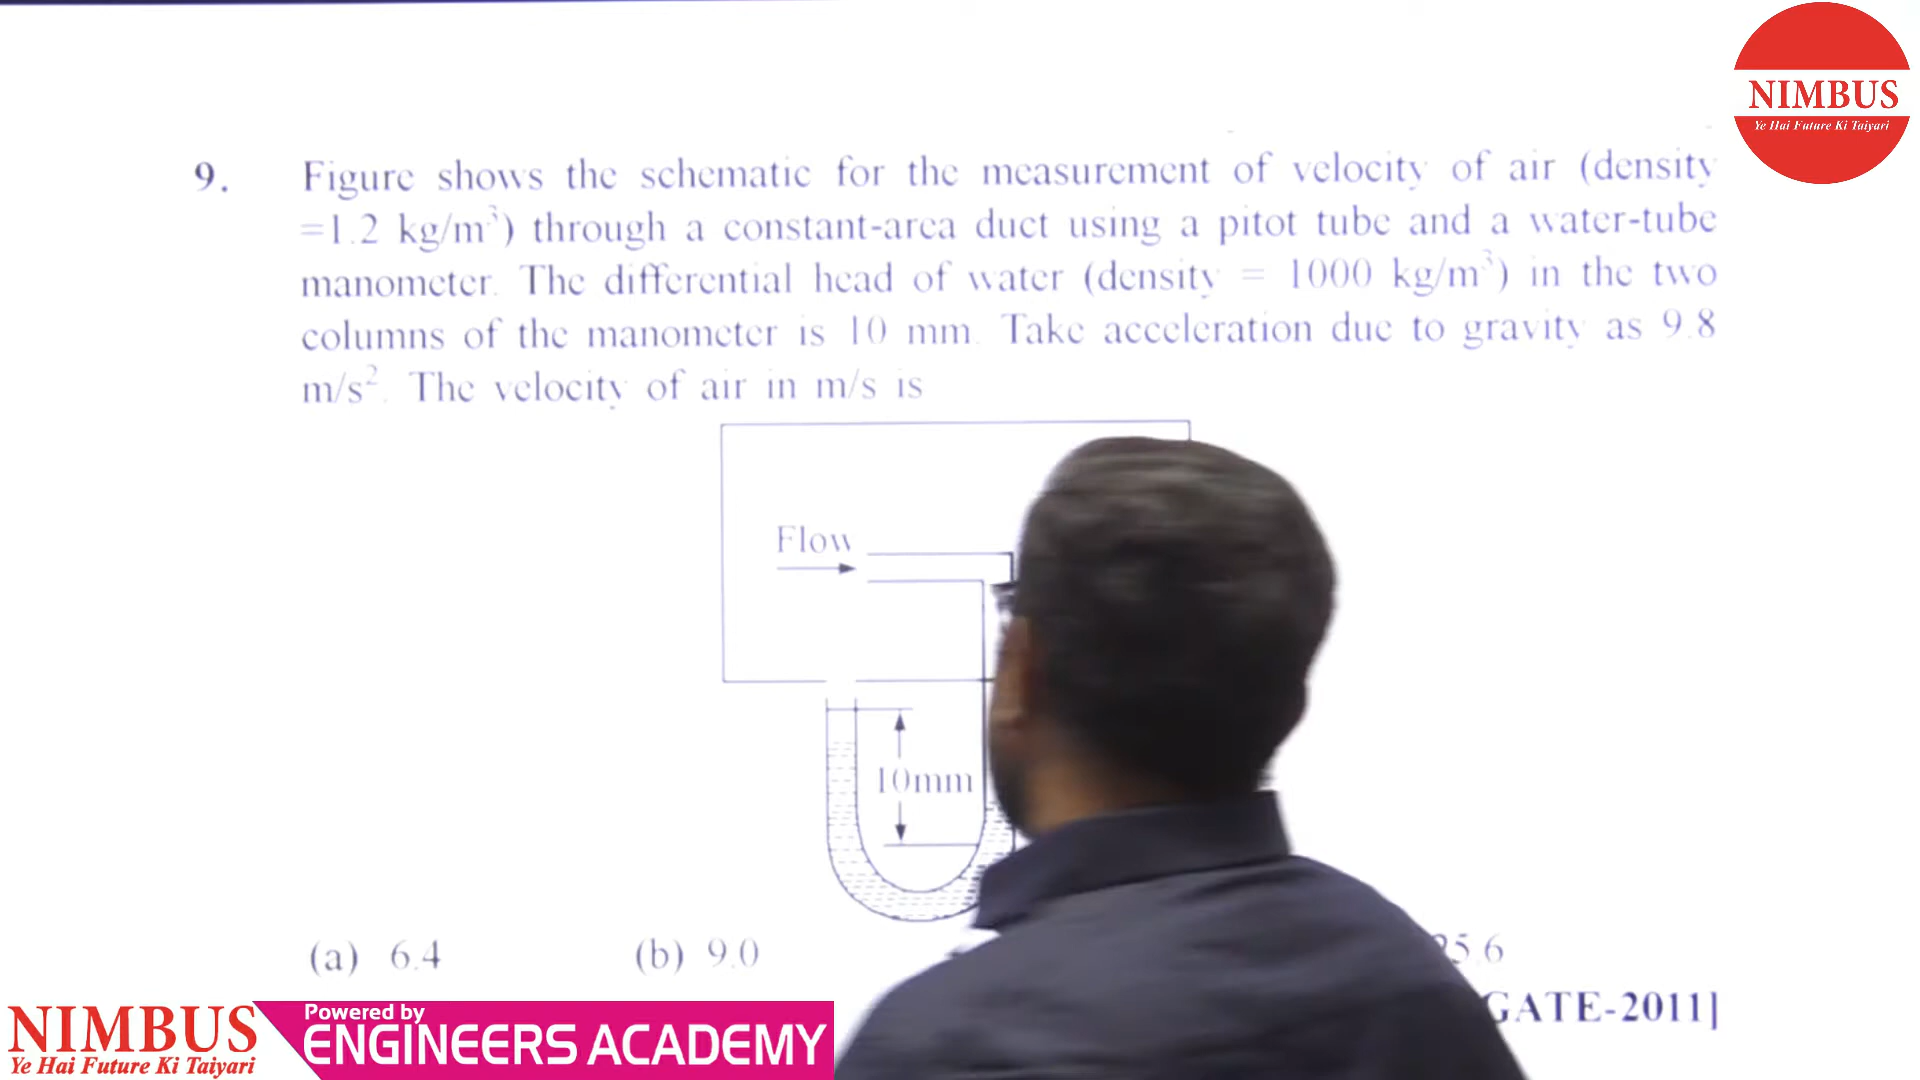 NIMBUS
Ye Hai Future Ki Taiyari
9. Figure shows the schematic for the measurement of velocity of air (density
=1.2 kg/m³) through a constant-area duct using a pitot tube and a water-tube
manometer. The differential head of water (density = 1000 kg/m³) in the two
columns of the manometer is 10 mm. Take acceleration due to gravity as 9.8
m/s². The velocity of air in m/s is
Flow
10mm
(a) 6.4 (b) 9.0 25.6
GATE-2011]
NIMBUS
Ye Hai Future Ki Taiyari
Powered by
ENGINEERS ACADEMY